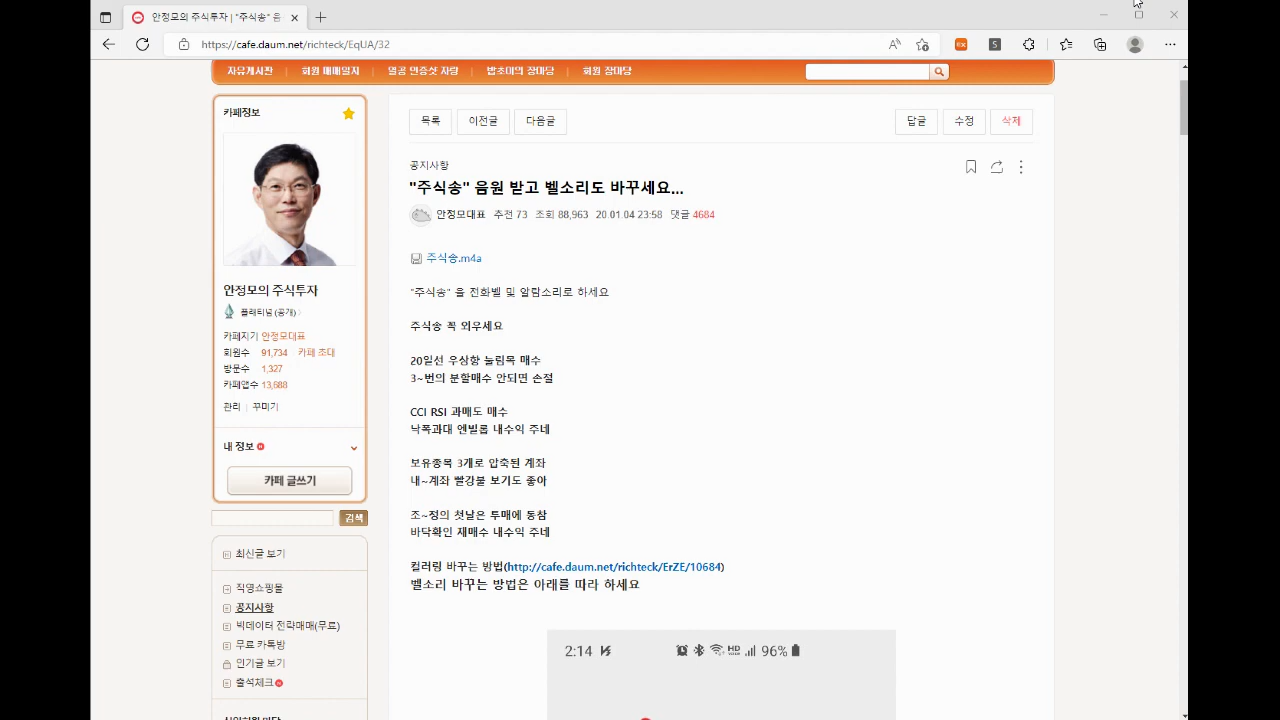 안정모의 주식투자 | "주식송" 음
https://cafe.daum.net/richteck/EqUA/32
자유게시판
회원 매매일지
열공 인증샷 자랑
밥초미의 장마당
회원 장마당
카페정보
안정모의 주식투자
플래티넘 (공개)
카페지기 안정모대표
회원수 91,734 카페 초대
방문수 1,327
카페앱수 13,688
관리 | 꾸미기
내 정보
카페 글쓰기
검색
최신글 보기
직영쇼핑몰
공지사항
빅데이터 전략매매(무료)
무료 카톡방
인기글 보기
출석체크
목록
이전글
다음글
답글
수정
삭제
공지사항
"주식송" 음원 받고 벨소리도 바꾸세요...
안정모대표 추천 73 조회 88,963 20.01.04 23:58 댓글 4684
주식송.m4a
"주식송" 을 전화벨 및 알람소리로 하세요
주식송 꼭 외우세요
20일선 우상향 눌림목 매수
3~번의 분할매수 안되면 손절
CCI RSI 과매도 매수
낙폭과대 엔벨롭 내수익 주네
보유종목 3개로 압축된 계좌
내~계좌 빨강불 보기도 좋아
조~정의 첫날은 투매에 동참
바닥확인 재매수 내수익 주네
컬러링 바꾸는 방법(http://cafe.daum.net/richteck/ErZE/10684)
벨소리 바꾸는 방법은 아래를 따라 하세요
2:14
HD
96%